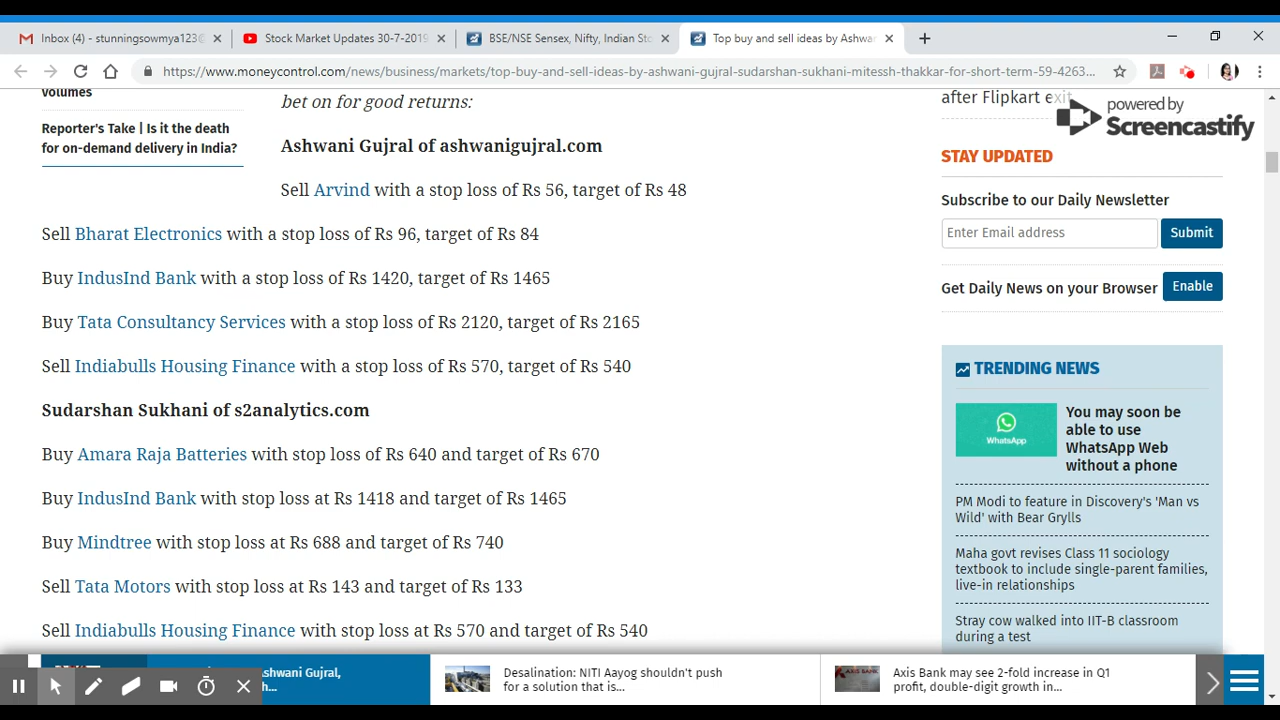 Inbox (4) - stunningsowmya123@
Stock Market Updates 30-7-2019
BSE/NSE Sensex, Nifty, Indian Sto
Top buy and sell ideas by Ashwa
https://www.moneycontrol.com/news/business/markets/top-buy-and-sell-ideas-by-ashwani-gujral-sudarshan-sukhani-mitessh-thakkar-for-short-term-59-4263...
powered by
Screencastify
volumes
Reporter's Take | Is it the death
for on-demand delivery in India?
bet on for good returns:
Ashwani Gujral of ashwanigujral.com
Sell Arvind with a stop loss of Rs 56, target of Rs 48
Sell Bharat Electronics with a stop loss of Rs 96, target of Rs 84
Buy IndusInd Bank with a stop loss of Rs 1420, target of Rs 1465
Buy Tata Consultancy Services with a stop loss of Rs 2120, target of Rs 2165
Sell Indiabulls Housing Finance with a stop loss of Rs 570, target of Rs 540
Sudarshan Sukhani of s2analytics.com
Buy Amara Raja Batteries with stop loss of Rs 640 and target of Rs 670
Buy IndusInd Bank with stop loss at Rs 1418 and target of Rs 1465
Buy Mindtree with stop loss at Rs 688 and target of Rs 740
Sell Tata Motors with stop loss at Rs 143 and target of Rs 133
Sell Indiabulls Housing Finance with stop loss at Rs 570 and target of Rs 540
after Flipkart exit
STAY UPDATED
Subscribe to our Daily Newsletter
Enter Email address
Submit
Get Daily News on your Browser
Enable
TRENDING NEWS
WhatsApp
You may soon be
able to use
WhatsApp Web
without a phone
PM Modi to feature in Discovery's 'Man vs
Wild' with Bear Grylls
Maha govt revises Class 11 sociology
textbook to include single-parent families,
live-in relationships
Stray cow walked into IIT-B classroom
during a test
Ashwani Gujral,
h...
Desalination: NITI Aayog shouldn't push
for a solution that is...
AXIS BANK
Axis Bank may see 2-fold increase in Q1
profit, double-digit growth in...